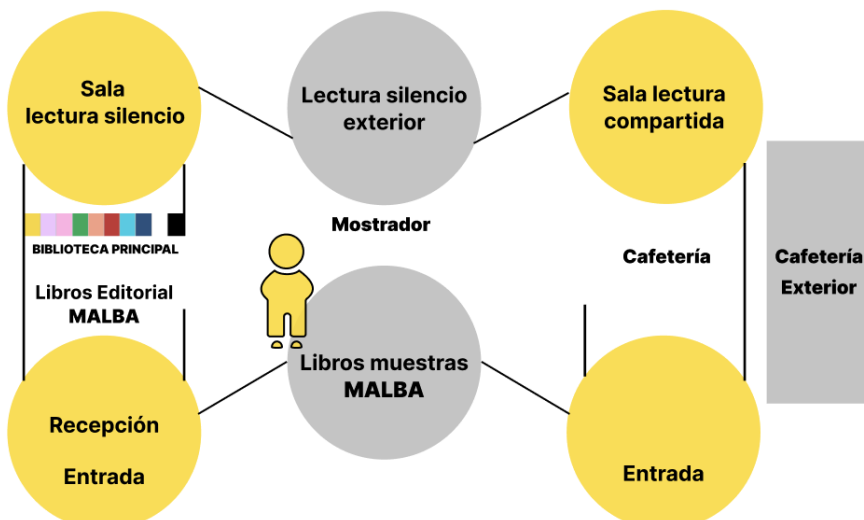 Sala
lectura silencio
Lectura silencio
exterior
Sala lectura
compartida
Mostrador
BIBLIOTECA PRINCIPAL
Libros Editorial
MALBA
Cafetería
Cafetería
Exterior
Libros muestras
MALBA
Recepción
Entrada
Entrada